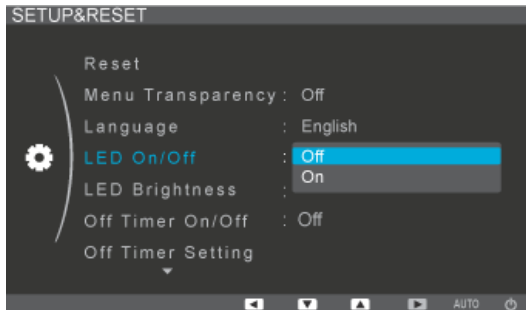 SETUP&RESET
Reset
Menu Transparency : Off
Language : English
LED On/Off : Off
On
LED Brightness :
Off Timer On/Off : Off
Off Timer Setting
AUTO